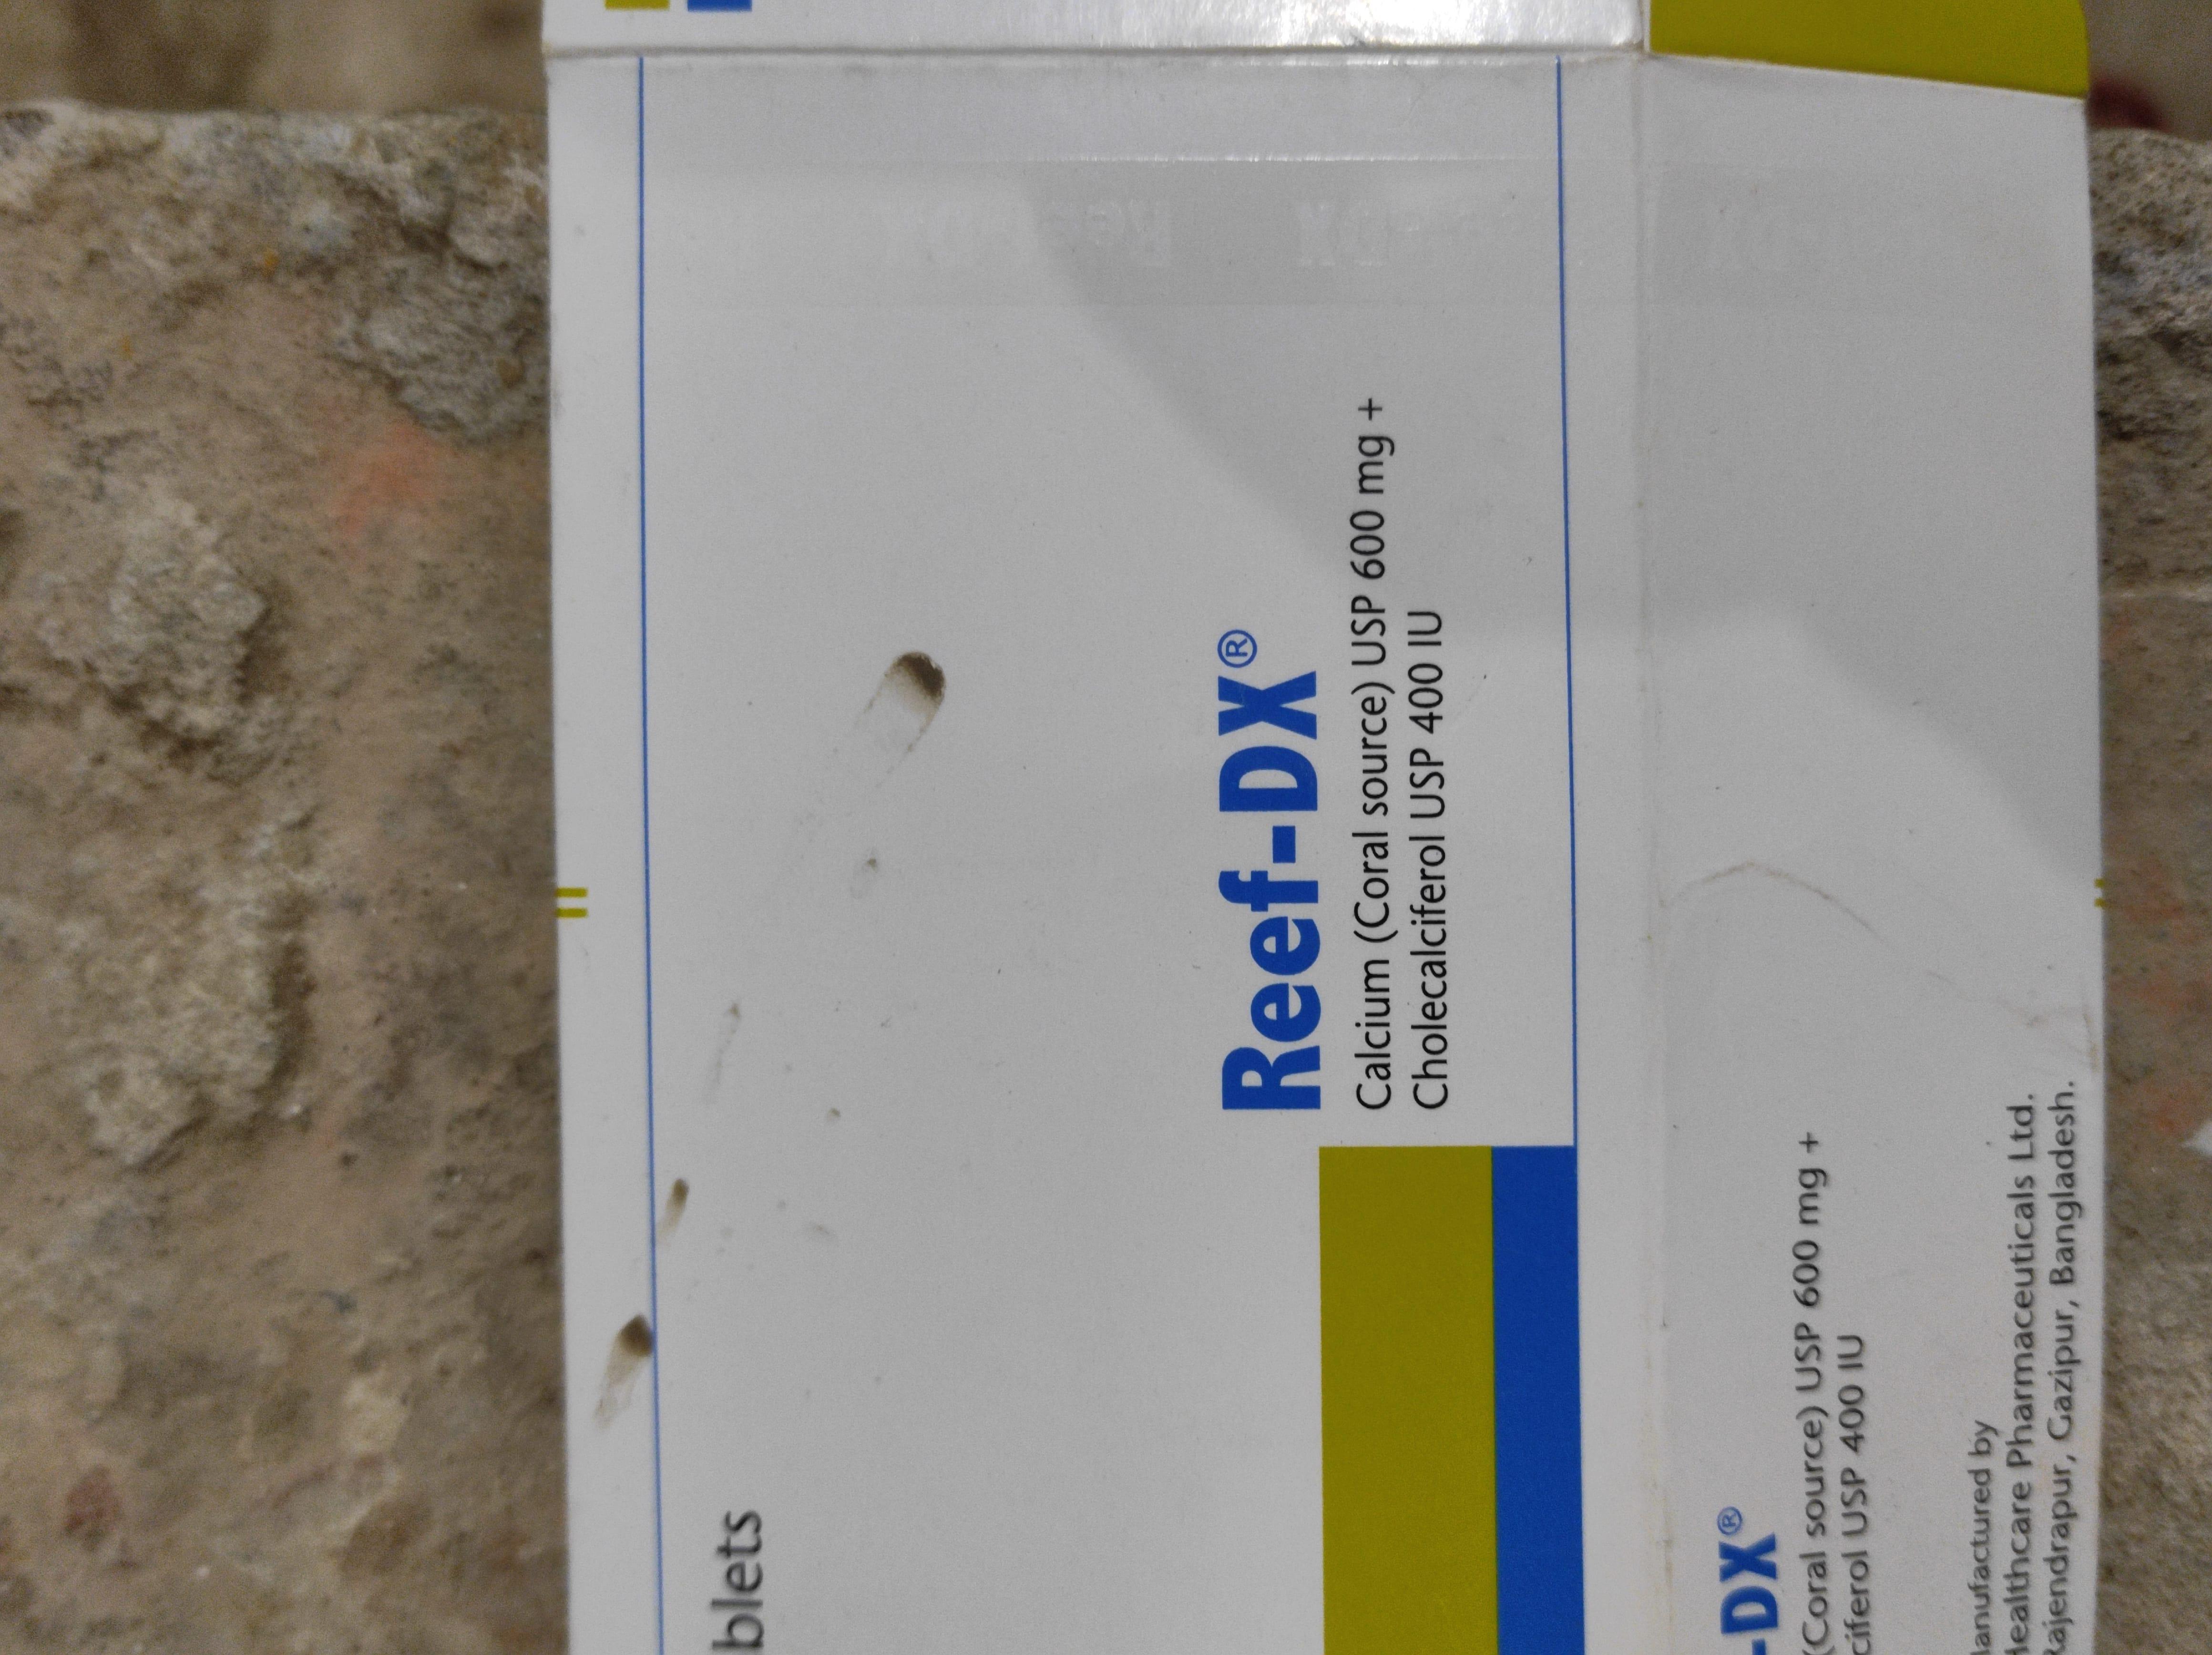 blets
Reef-DX®
Calcium (Coral source) USP 600 mg +
Cholecalciferol USP 400 IU
-DX®
(Coral source) USP 600 mg +
ciferol USP 400 IU
anufactured by
Healthcare Pharmaceuticals Ltd.
Rajendrapur, Gazipur, Bangladesh.